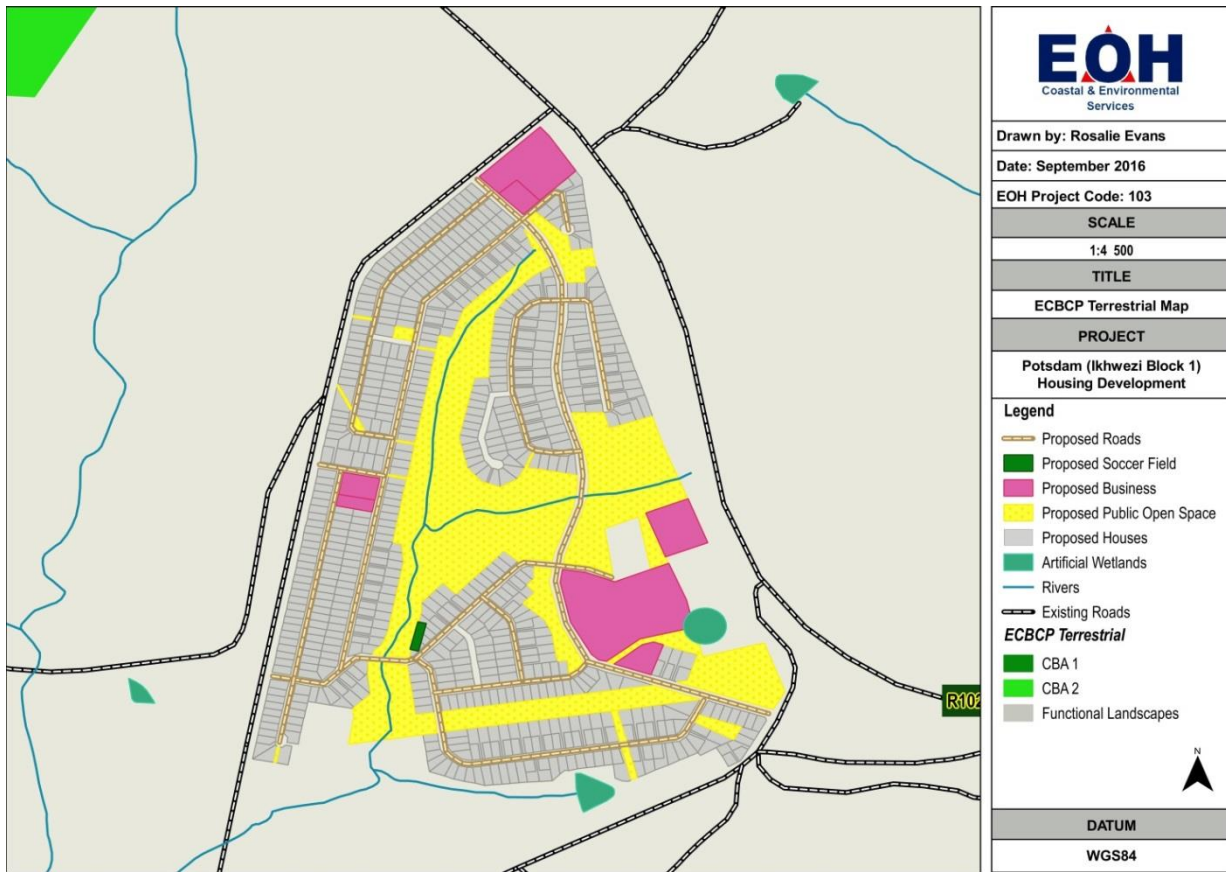 R102
EOH
Coastal & Environmental
Services
Drawn by: Rosalie Evans
Date: September 2016
EOH Project Code: 103
SCALE
1:4 500
TITLE
ECBCP Terrestrial Map
PROJECT
Potsdam (Ikhwezi Block 1)
Housing Development
Legend
Proposed Roads
Proposed Soccer Field
Proposed Business
Proposed Public Open Space
Proposed Houses
Artificial Wetlands
Rivers
Existing Roads
ECBCP Terrestrial
CBA 1
CBA 2
Functional Landscapes
N
DATUM
WGS84